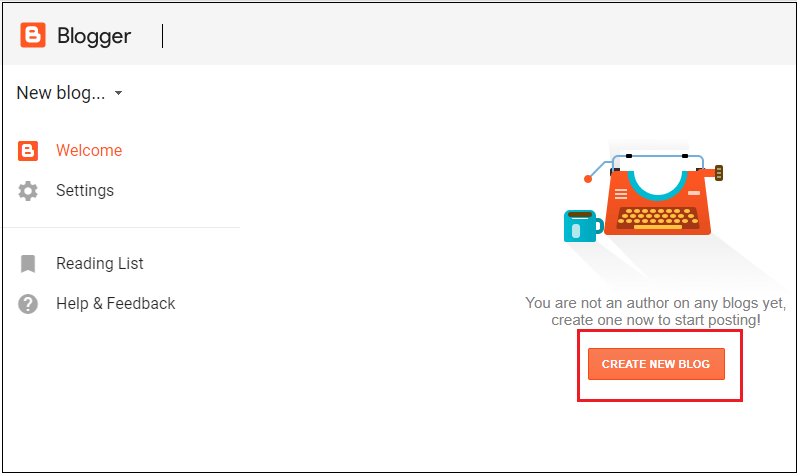 Blogger
New blog...
Welcome
Settings
Reading List
Help & Feedback
You are not an author on any blogs yet,
create one now to start posting!
CREATE NEW BLOG